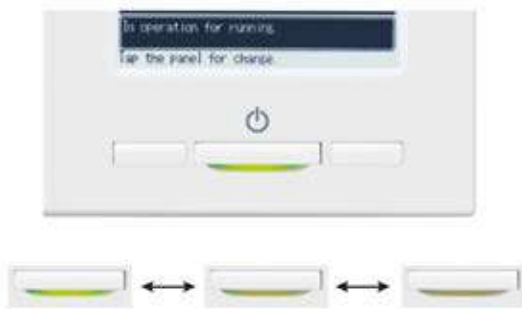 In operation for running.
Tap the panel for change.